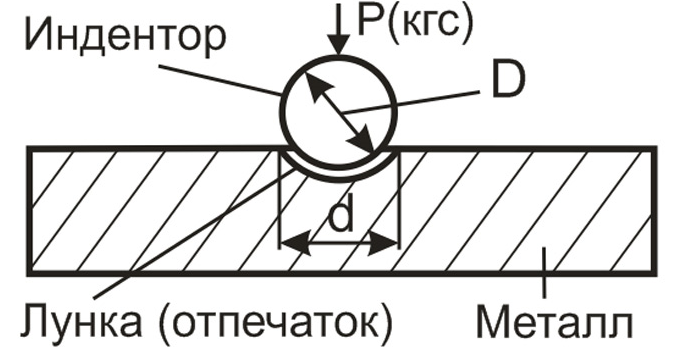 Индентор
P(кгс)
D
d
Лунка (отпечаток)
Металл